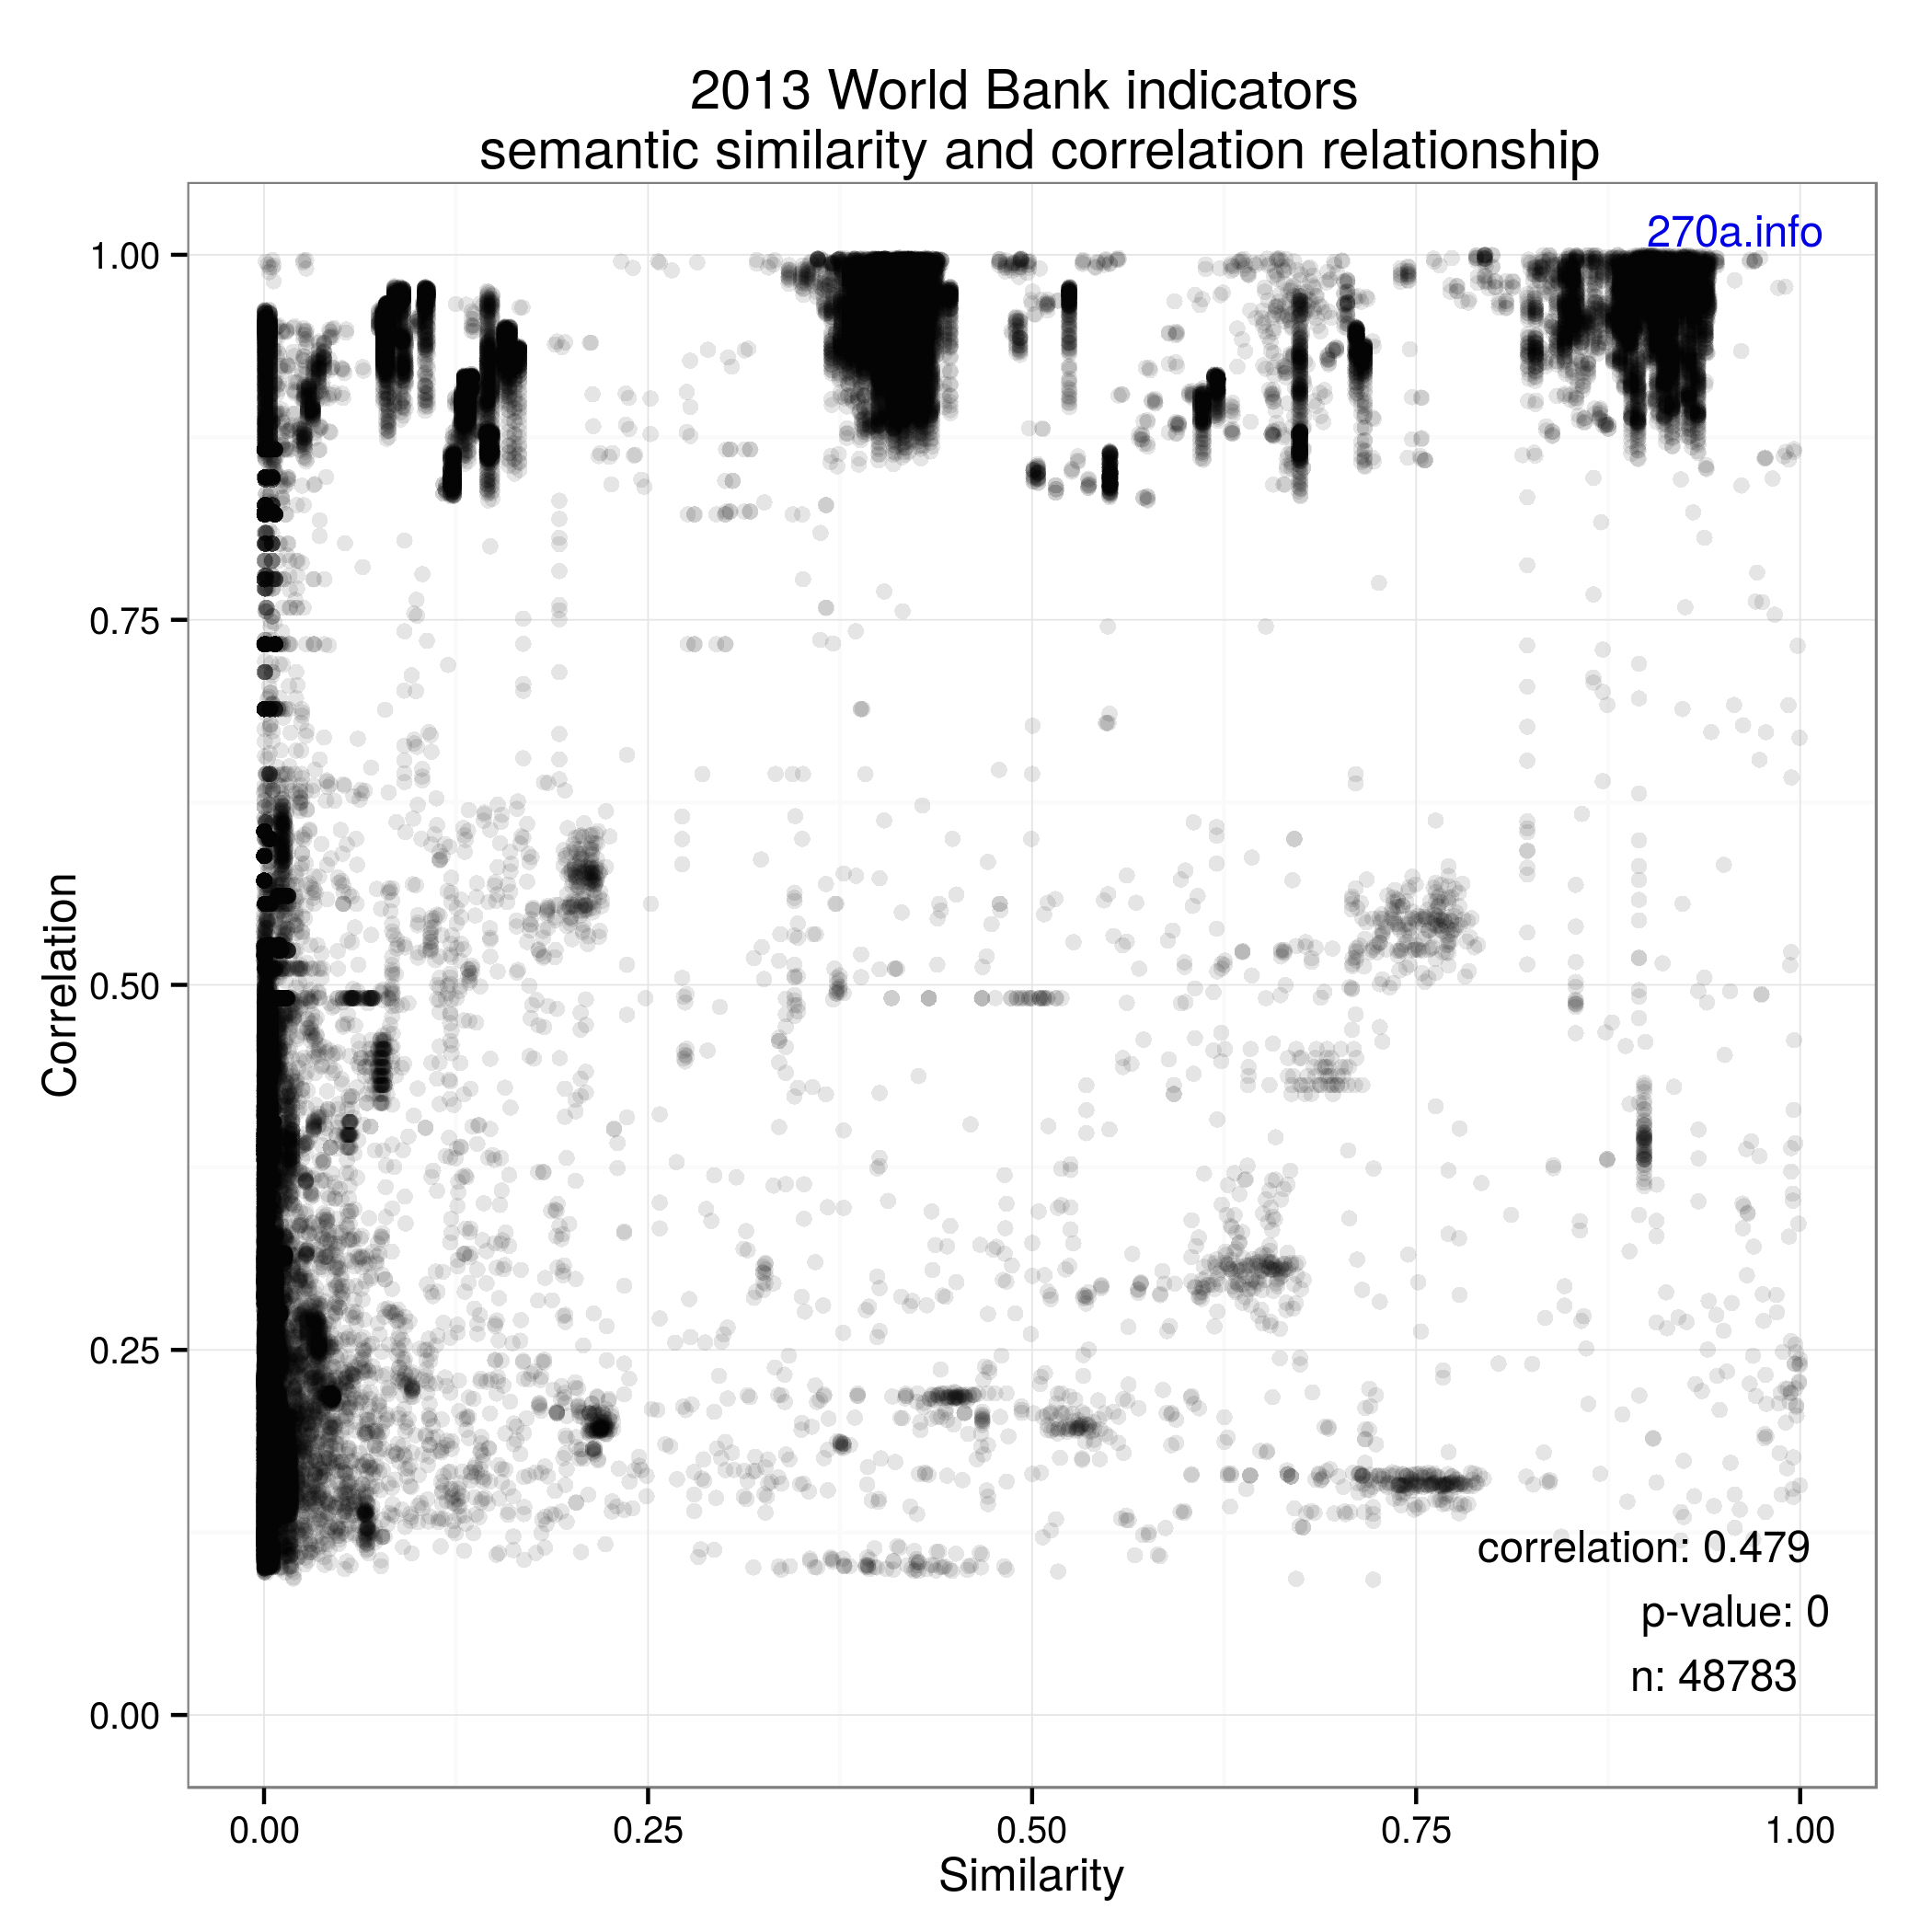 2013 World Bank indicators
semantic similarity and correlation relationship
270a.info
1.00
0.75
0.50
0.25
0.00
Correlation
correlation: 0.479
p-value: 0
n: 48783
0.00 0.25 0.50 0.75 1.00
Similarity